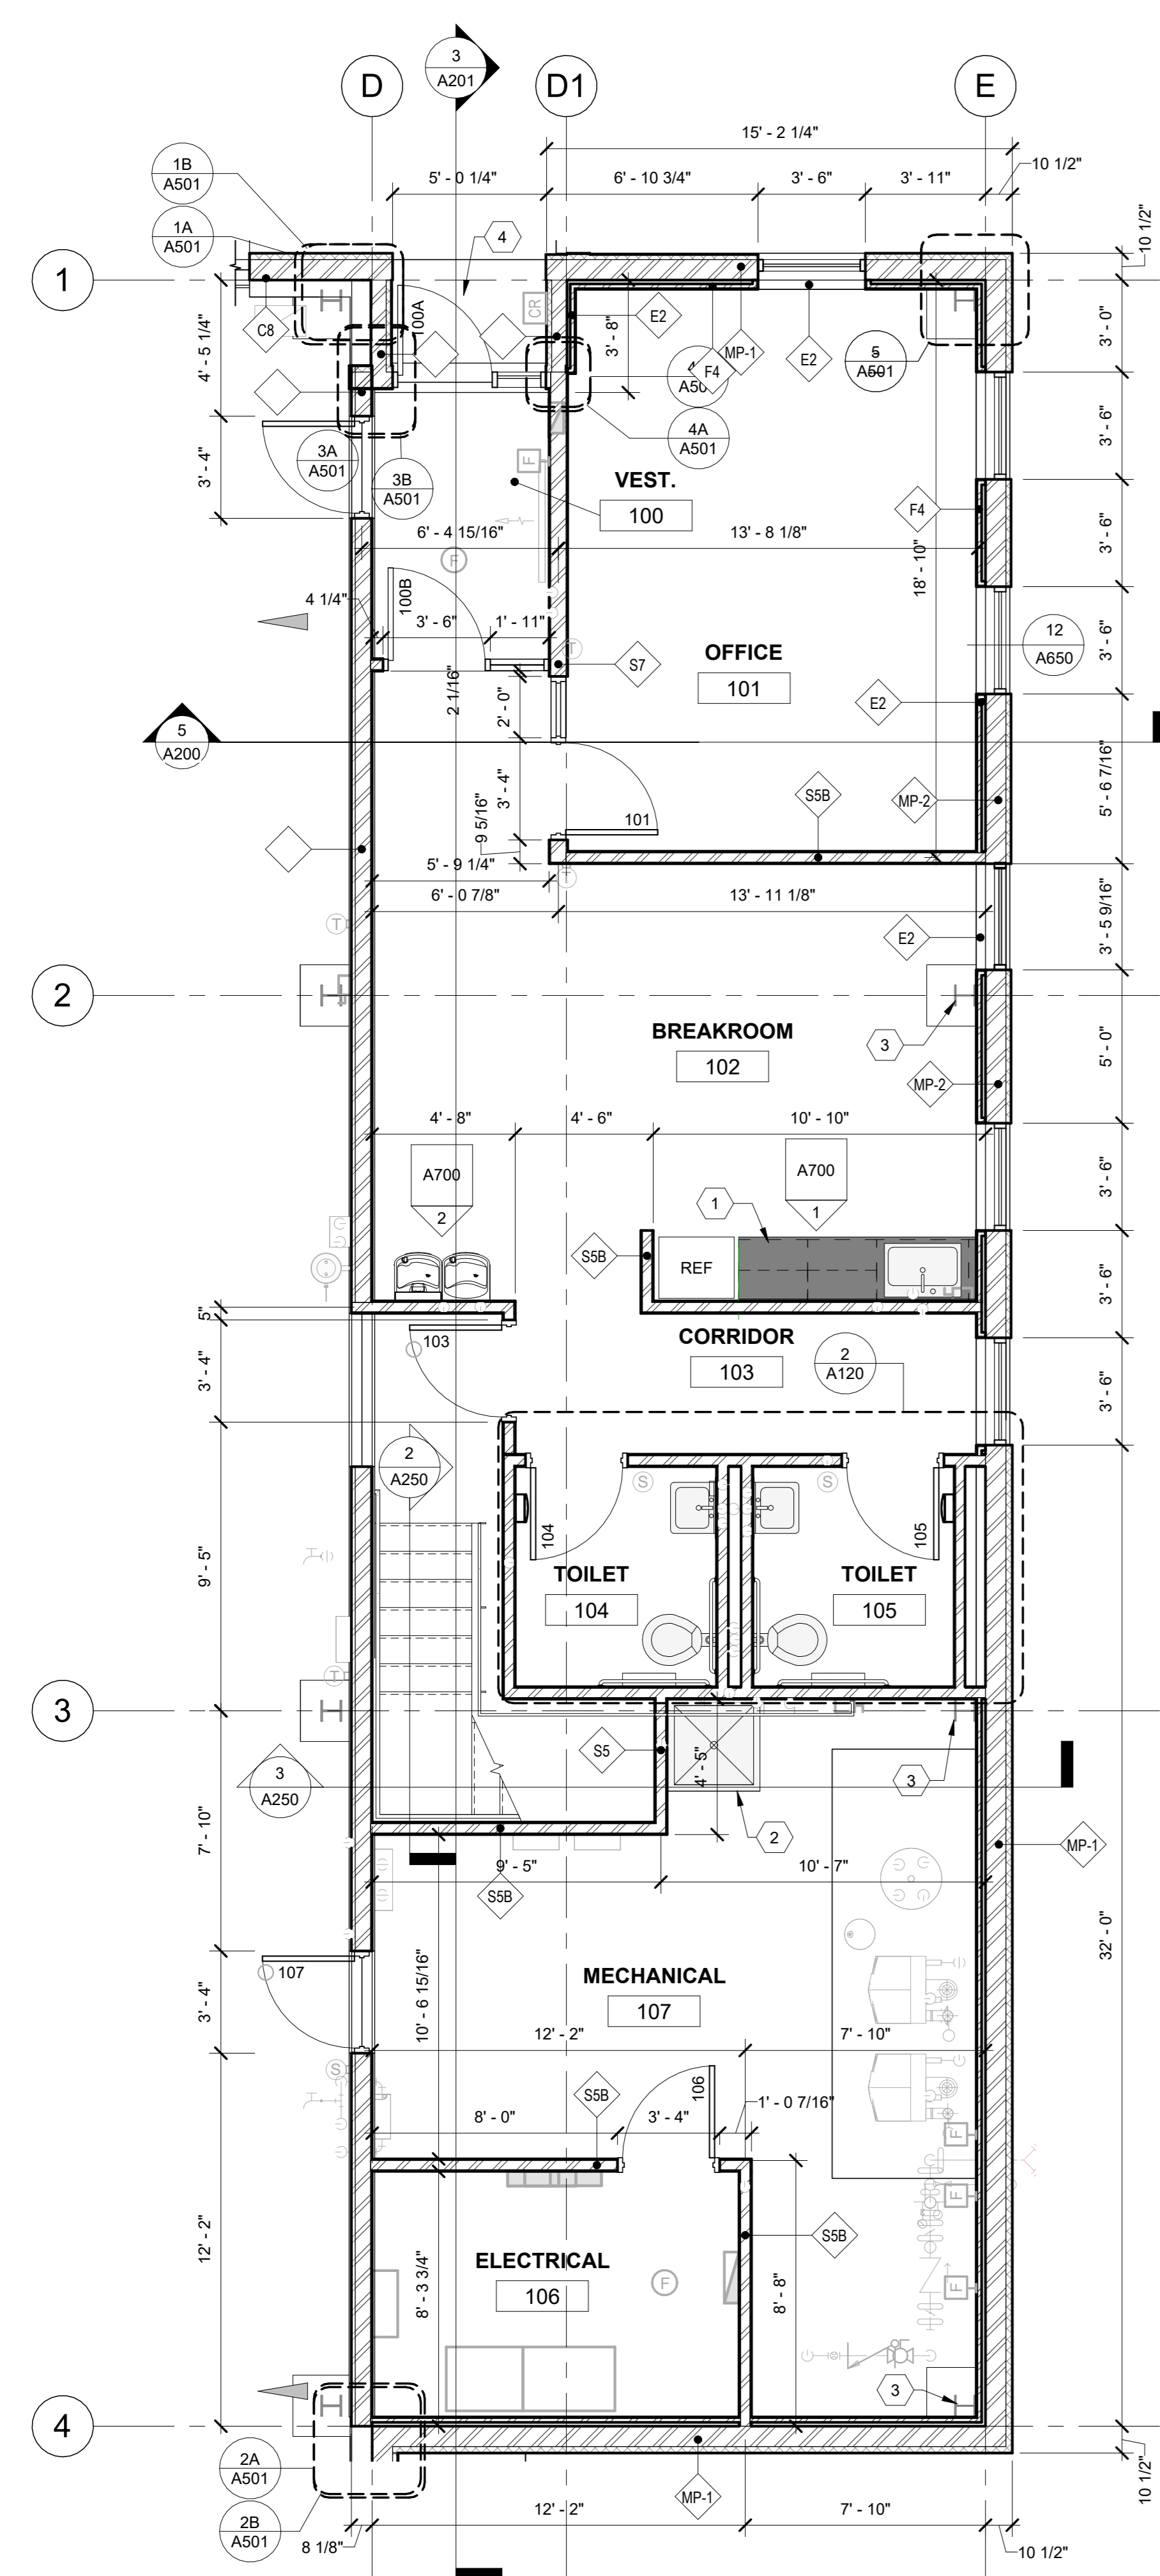 3
A201
D
D1
E
15' - 2 1/4"
10 1/2"
1B
A501
5' - 0 1/4"
6' - 10 3/4"
3' - 6"
3' - 11"
1A
A501
4
10 1/2"
1
100A
CR
E2
C8
3' - 8"
MP-1
E2
F4
5
A501
3' - 0"
4' - 5 1/4"
4A
A501
3' - 6"
3A
A501
3B
A501
F
VEST.
100
3' - 4"
F4
3' - 6"
6' - 4 15/16"
13' - 8 1/8"
18' - 10"
F
4 1/4"
100B
3' - 6"
1' - 11"
T
12
A650
3' - 6"
S7
OFFICE
101
2 1/16"
2' - 0"
E2
5
A200
3' - 4"
S5B
MP-2
5' - 6 7/16"
101
9 5/16"
5' - 9 1/4"
T
6' - 0 7/8"
13' - 11 1/8"
T
E2
3' - 5 9/16"
2
BREAKROOM
102
3
5' - 0"
MP-2
4' - 8"
4' - 6"
10' - 10"
A700
2
A700
1
1
3' - 6"
S5B
REF
3' - 6"
5"
103
CORRIDOR
103
2
A120
3' - 4"
3' - 6"
2
A250
S
S
104
105
9' - 5"
TOILET
104
TOILET
105
T
3
S5
4' - 5"
3
A250
3
2
7' - 10"
MP-1
9' - 5"
10' - 7"
S5B
32' - 0"
107
MECHANICAL
107
10' - 6 15/16"
3' - 4"
12' - 2"
7' - 10"
S
S5B
106
1' - 0 7/16"
8' - 0"
3' - 4"
F
F
12' - 2"
S5B
ELECTRICAL
106
F
F
8' - 3 3/4"
8' - 8"
3
4
2A
A501
MP-1
10 1/2"
2B
A501
12' - 2"
7' - 10"
8 1/8"
10 1/2"